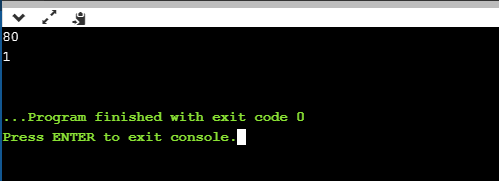 80
1
...Program finished with exit code 0
Press ENTER to exit console.